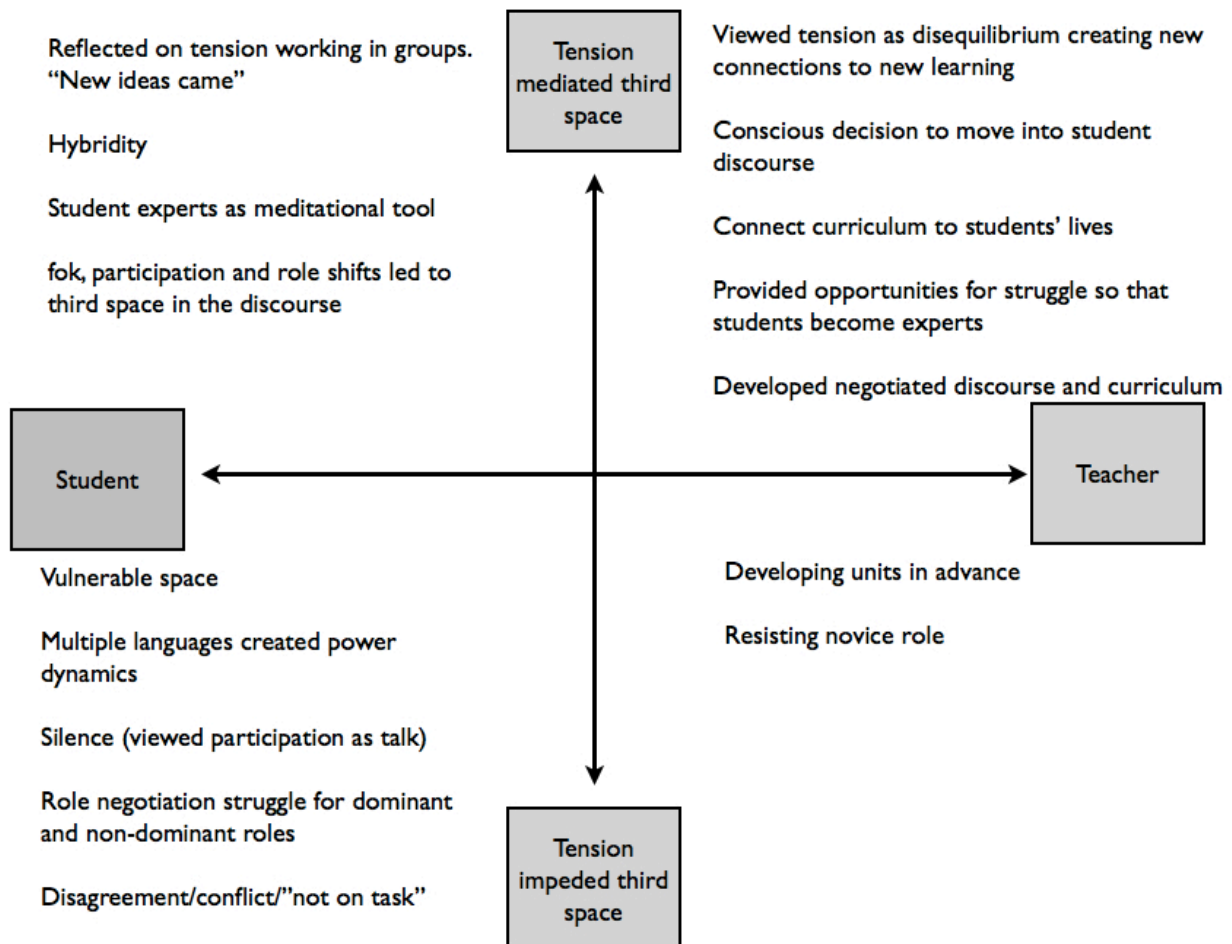 Reflected on tension working in groups.
“New ideas came”
Hybridity
Student experts as meditational tool
fok, participation and role shifts led to
third space in the discourse
Tension
mediated third
space
Viewed tension as disequilibrium creating new
connections to new learning
Conscious decision to move into student
discourse
Connect curriculum to students’ lives
Provided opportunities for struggle so that
students become experts
Developed negotiated discourse and curriculum
Student
Teacher
Vulnerable space
Multiple languages created power
dynamics
Silence (viewed participation as talk)
Role negotiation struggle for dominant
and non-dominant roles
Disagreement/conflict/”not on task”
Developing units in advance
Resisting novice role
Tension
impeded third
space